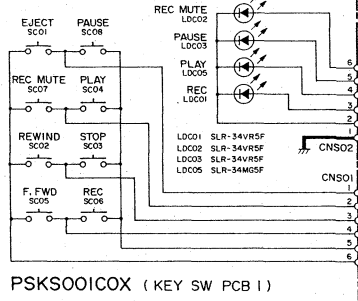 REC MUTE
LDC02
EJECT PAUSE
SC01 SC08
PAUSE
LDC03
PLAY
LDC05
REC MUTE PLAY
SC07 SC04
REC
LDC01
6
5
4
3
2
1
CNS02
REWIND STOP
SC02 SC03
LDC01 SLR-34VR5F
LDC02 SLR-34VR5F
LDC03 SLR-34VR5F
LDC05 SLR-34MG5F
CNS01
F. FWD REC
SC05 SC06
1
2
3
4
5
6
PSKS001C0X ( KEY SW PCB I )